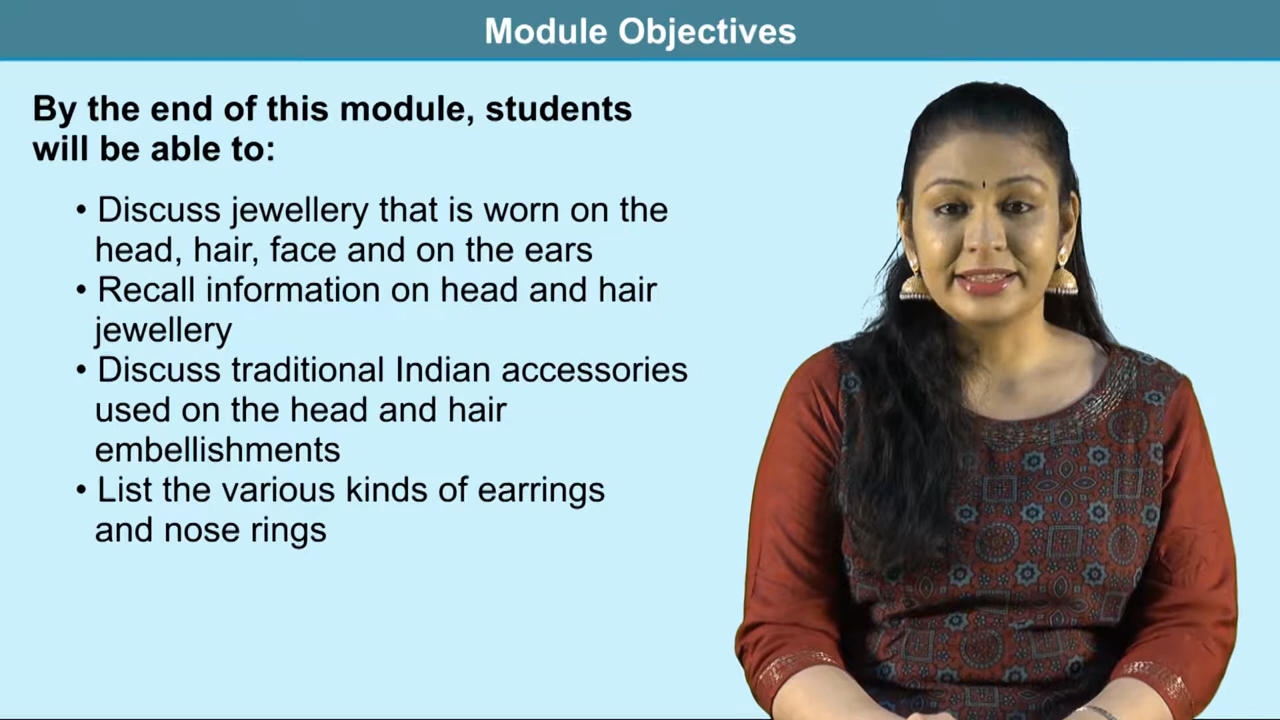 Module Objectives
By the end of this module, students
will be able to:
• Discuss jewellery that is worn on the
head, hair, face and on the ears
• Recall information on head and hair
jewellery
• Discuss traditional Indian accessories
used on the head and hair
embellishments
• List the various kinds of earrings
and nose rings